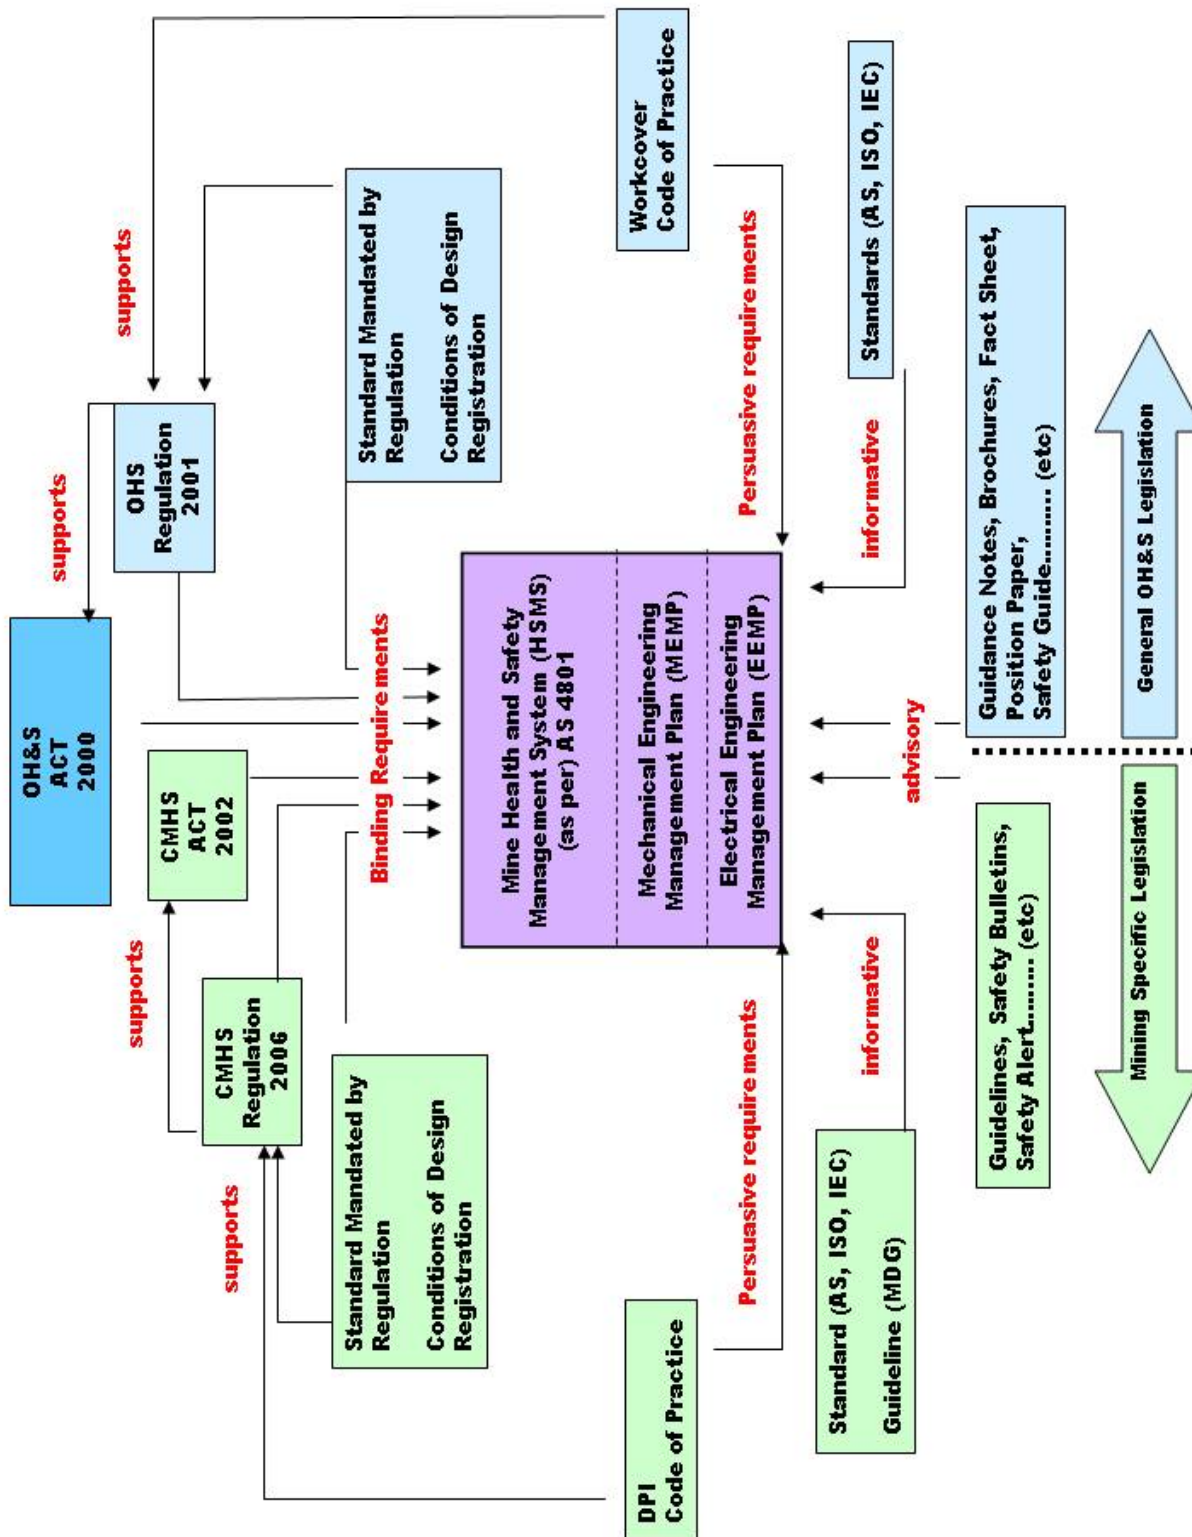 OH&S
ACT
2000
CMHS
ACT
2002
supports
supports
CMHS
Regulation
2006
OHS
Regulation
2001
supports
supports
Standard Mandated by
Regulation
Conditions of Design
Registration
Binding Requirements
Standard Mandated by
Regulation
Conditions of Design
Registration
Mine Health and Safety
Management System (HSMS)
(as per) AS 4801
Mechanical Engineering
Management Plan (MEMP)
Electrical Engineering
Management Plan (EEMP)
DPI
Code of Practice
Workcover
Code of Practice
Persuasive requirements
Persuasive requirements
Standard (AS, ISO, IEC)
Guideline (MDG)
informative
informative
Standards (AS, ISO, IEC)
advisory
Guidelines, Safety Bulletins,
Safety Alert......... (etc)
Guidance Notes, Brochures, Fact Sheet,
Position Paper,
Safety Guide.......... (etc)
Mining Specific Legislation
General OH&S Legislation